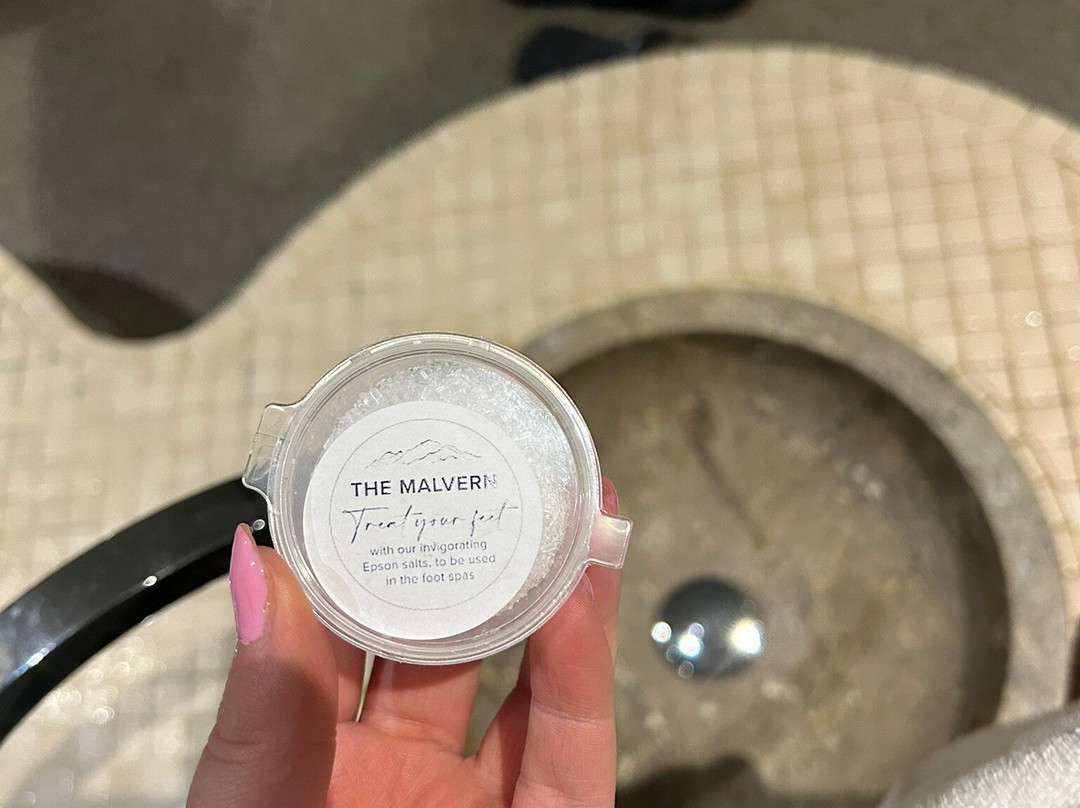 THE MALVERN
Treat your feet
with our invigorating
Epson salts, to be used
in the foot spas